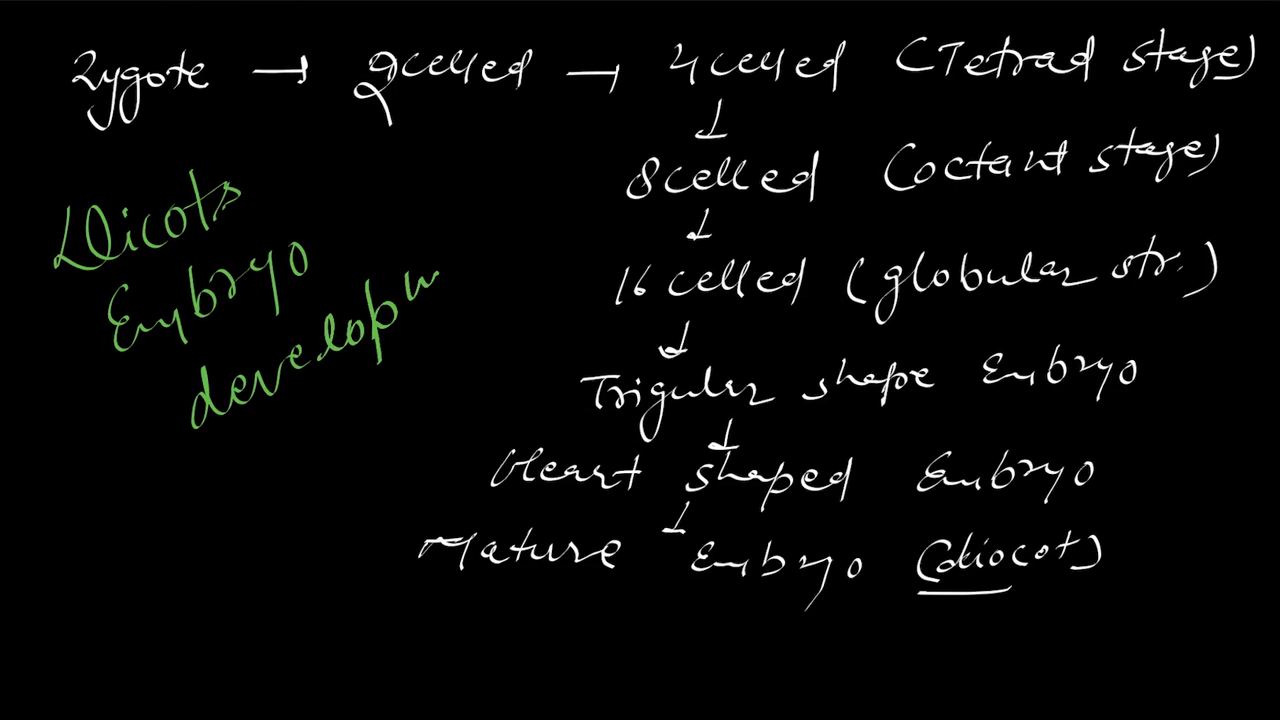 Zygote → 2celled → 4celled (Tetrad stage)
↓
8celled (octant stage)
↓
16 celled (globular str.)
↓
Trigular shape Embryo
↓
Heart shaped Embryo
↓
Mature Embryo (diocot)
Dicots
Embryo
develop